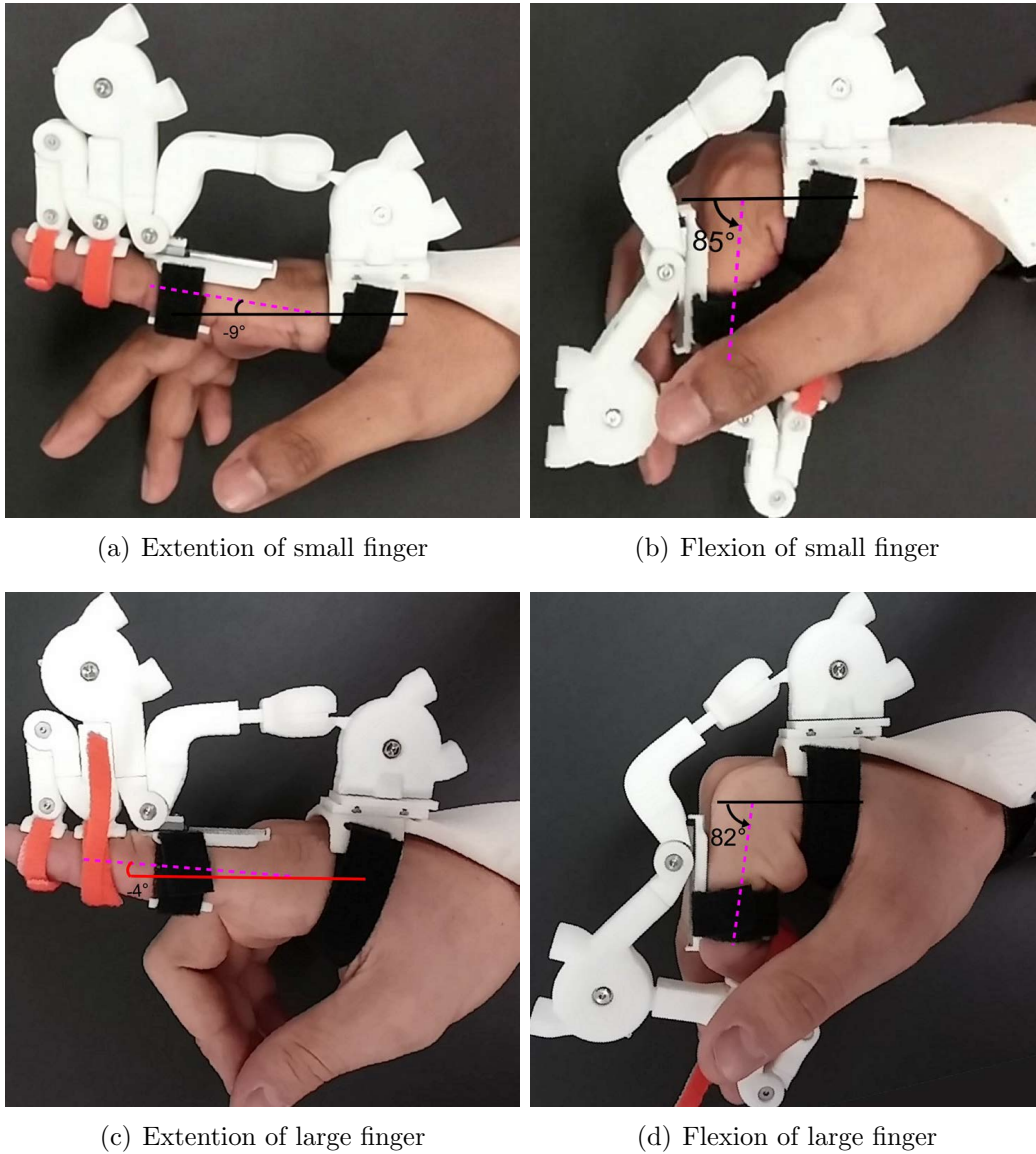 -9°
85°
(a) Extention of small finger
(b) Flexion of small finger
-4°
82°
(c) Extention of large finger
(d) Flexion of large finger